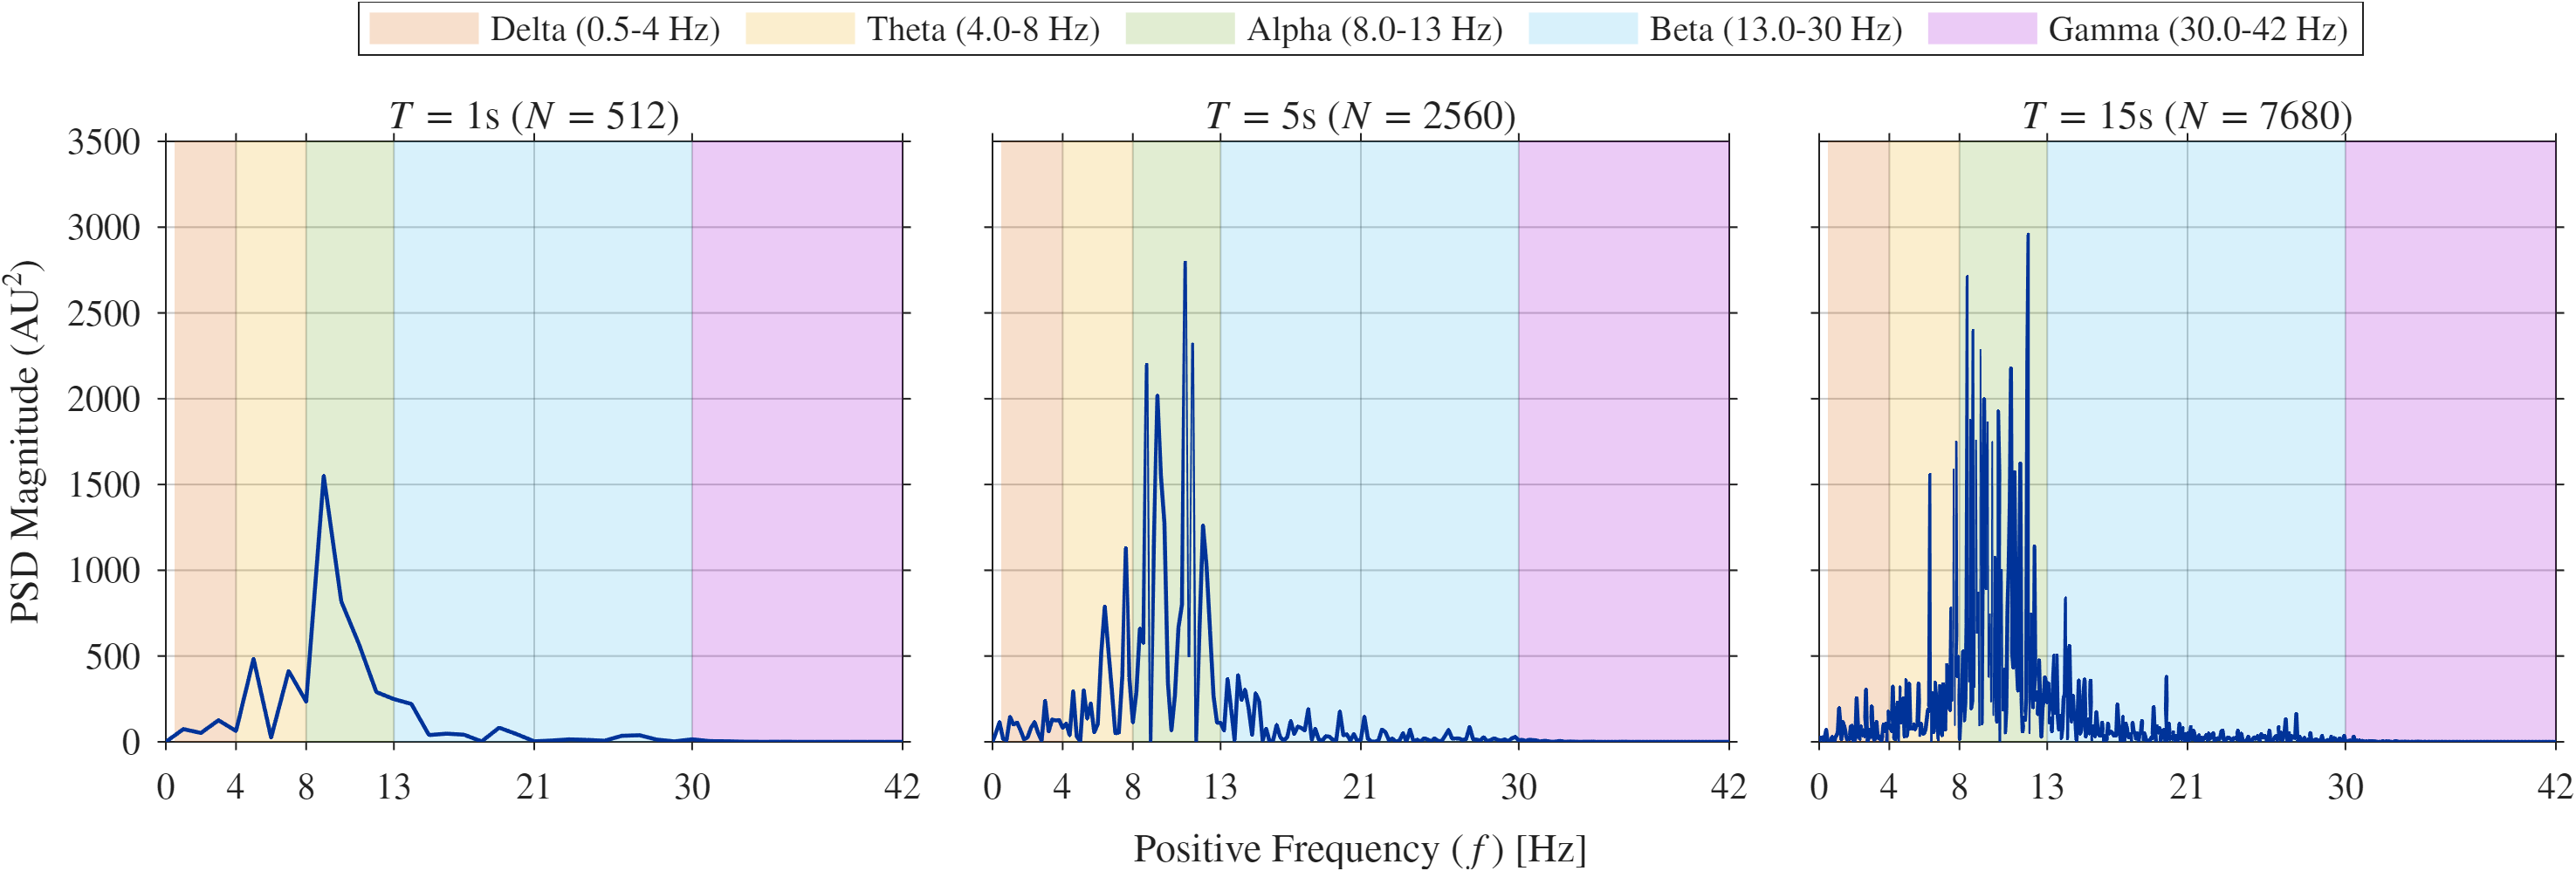 Delta (0.5-4 Hz) Theta (4.0-8 Hz) Alpha (8.0-13 Hz) Beta (13.0-30 Hz) Gamma (30.0-42 Hz)
T = 1s (N = 512) T = 5s (N = 2560) T = 15s (N = 7680)
PSD Magnitude (AU²)
3500
3000
2500
2000
1500
1000
500
0
0 4 8 13 21 30 42 0 4 8 13 21 30 42 0 4 8 13 21 30 42
Positive Frequency (f) [Hz]